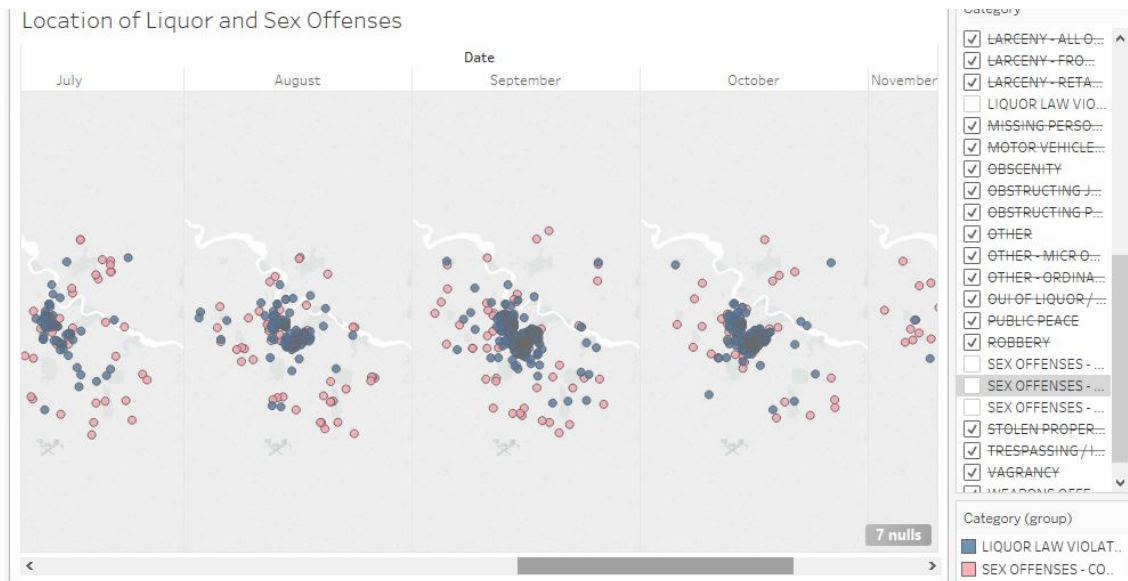 Location of Liquor and Sex Offenses
Date
July August September October November
7 nulls
Category
LARCENY - ALL O...
LARCENY - FRO...
LARCENY - RETA...
LIQUOR LAW VIO...
MISSING PERSO...
MOTOR VEHICLE...
OBSCENITY
OBSTRUCTING J...
OBSTRUCTING P...
OTHER
OTHER - MICR O...
OTHER - ORDINA...
OUI OF LIQUOR / ...
PUBLIC PEACE
ROBBERY
SEX OFFENSES - ...
SEX OFFENSES - ...
SEX OFFENSES - ...
STOLEN PROPER...
TRESPASSING / I...
VAGRANCY
WEAPONS OFFE...
Category (group)
LIQUOR LAW VIOLAT..
SEX OFFENSES - CO..